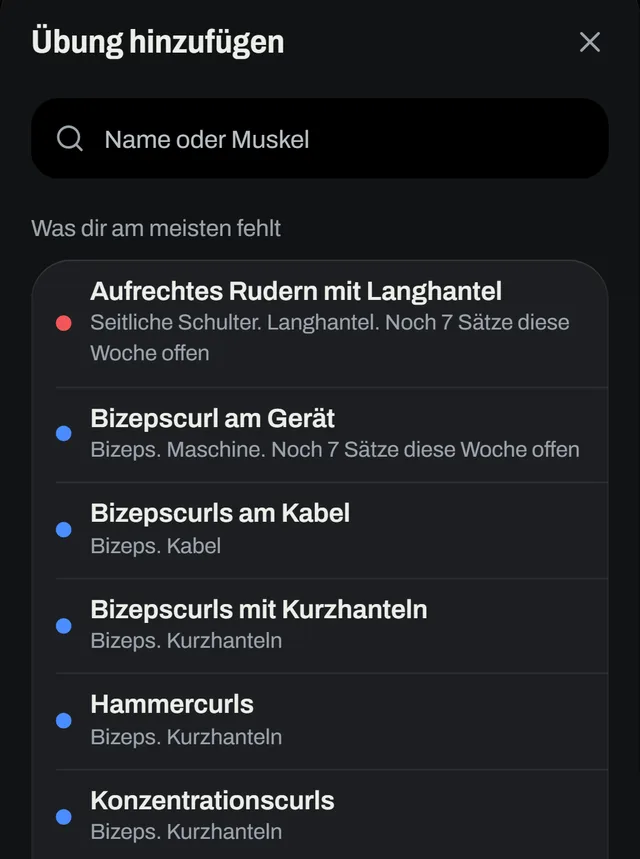 Übung hinzufügen
Name oder Muskel
Was dir am meisten fehlt
Aufrechtes Rudern mit Langhantel
Seitliche Schulter. Langhantel. Noch 7 Sätze diese
Woche offen
Bizepscurl am Gerät
Bizeps. Maschine. Noch 7 Sätze diese Woche offen
Bizepscurls am Kabel
Bizeps. Kabel
Bizepscurls mit Kurzhanteln
Bizeps. Kurzhanteln
Hammercurls
Bizeps. Kurzhanteln
Konzentrationscurls
Bizeps. Kurzhanteln